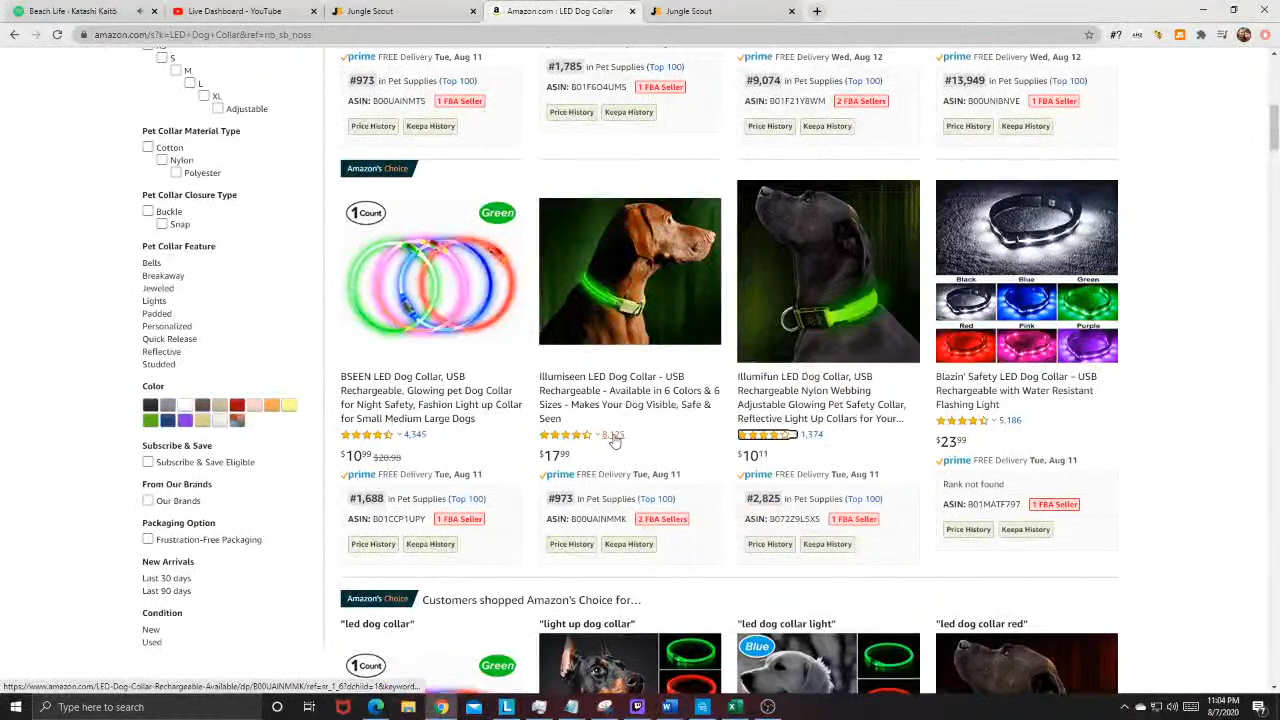 Beach Life - Katashi Kaitō
Live Dashboard - YouTube
Jungle Scout
Amazon.com : LED Dog Collar
Jungle Scout
amazon.com/s?k=LED+Dog+Collar&ref=nb_sb_noss
S
M
L
XL
Adjustable
Pet Collar Material Type
Cotton
Nylon
Polyester
Pet Collar Closure Type
Buckle
Snap
Pet Collar Feature
Bells
Breakaway
Jeweled
Lights
Padded
Personalized
Quick Release
Reflective
Studded
Color
Subscribe & Save
Subscribe & Save Eligible
From Our Brands
Our Brands
Packaging Option
Frustration-Free Packaging
New Arrivals
Last 30 days
Last 90 days
Condition
New
Used
prime FREE Delivery Tue, Aug 11
#973 in Pet Supplies (Top 100)
ASIN: B00UAINMTS 1 FBA Seller
Price History Keepa History
#1,785 in Pet Supplies (Top 100)
ASIN: B01F6O4UMS 1 FBA Seller
Price History Keepa History
prime FREE Delivery Wed, Aug 12
#9,074 in Pet Supplies (Top 100)
ASIN: B01F21Y8WM 2 FBA Sellers
Price History Keepa History
prime FREE Delivery Wed, Aug 12
#13,949 in Pet Supplies (Top 100)
ASIN: B00UNIBNVE 1 FBA Seller
Price History Keepa History
Amazon's Choice
1 Count
Green
BSEEN LED Dog Collar, USB
Rechargeable, Glowing pet Dog Collar
for Night Safety, Fashion Light up Collar
for Small Medium Large Dogs
4,345
$10 99 $20.98
prime FREE Delivery Tue, Aug 11
#1,688 in Pet Supplies (Top 100)
ASIN: B01CCP1UPY 1 FBA Seller
Price History Keepa History
Illumiseen LED Dog Collar - USB
Rechargeable - Available in 6 Colors & 6
Sizes - Makes Your Dog Visible, Safe &
Seen
$17 99
prime FREE Delivery Tue, Aug 11
#973 in Pet Supplies (Top 100)
ASIN: B00UAINMMK 2 FBA Sellers
Price History Keepa History
Illumifun LED Dog Collar, USB
Rechargeable Nylon Webbing
Adjustable Glowing Pet Safety Collar,
Reflective Light Up Collars for Your...
1,374
$10 11
prime FREE Delivery Tue, Aug 11
#2,825 in Pet Supplies (Top 100)
ASIN: B072Z9L5XS 1 FBA Seller
Price History Keepa History
Black Blue Green
Red Pink Purple
Blazin' Safety LED Dog Collar – USB
Rechargeable with Water Resistant
Flashing Light
5,186
$23 99
prime FREE Delivery Tue, Aug 11
Rank not found
ASIN: B01MATF797 1 FBA Seller
Price History Keepa History
Amazon's Choice Customers shopped Amazon's Choice for...
"led dog collar"
"light up dog collar"
"led dog collar light"
"led dog collar red"
1 Count
Green
Blue
https://www.amazon.com/LED-Dog-Collar-Rechargeable-Available/dp/B00UAINMMK/ref=sr_1_6?dchild=1&keyword...
Type here to search
11:04 PM
8/7/2020